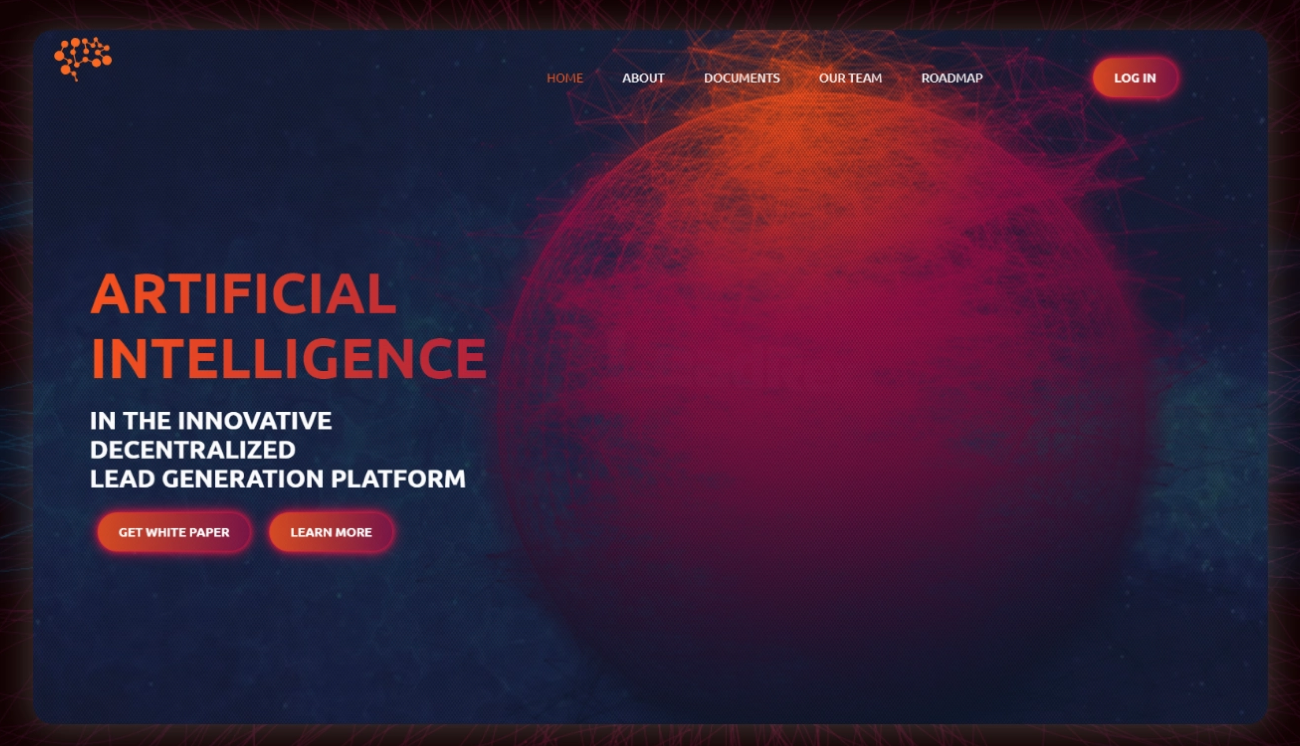 HOME ABOUT DOCUMENTS OUR TEAM ROADMAP LOG IN
ARTIFICIAL
INTELLIGENCE
IN THE INNOVATIVE
DECENTRALIZED
LEAD GENERATION PLATFORM
GET WHITE PAPER LEARN MORE